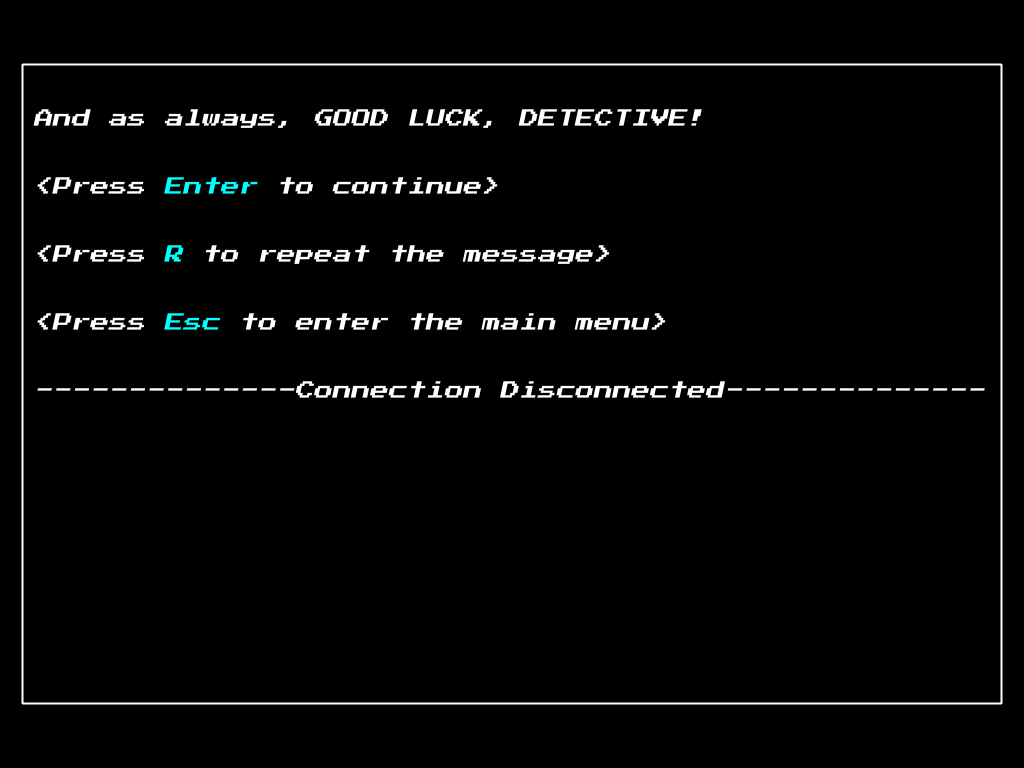 And as always, GOOD LUCK, DETECTIVE!
<Press Enter to continue>
<Press R to repeat the message>
<Press Esc to enter the main menu>
--------------Connection Disconnected--------------